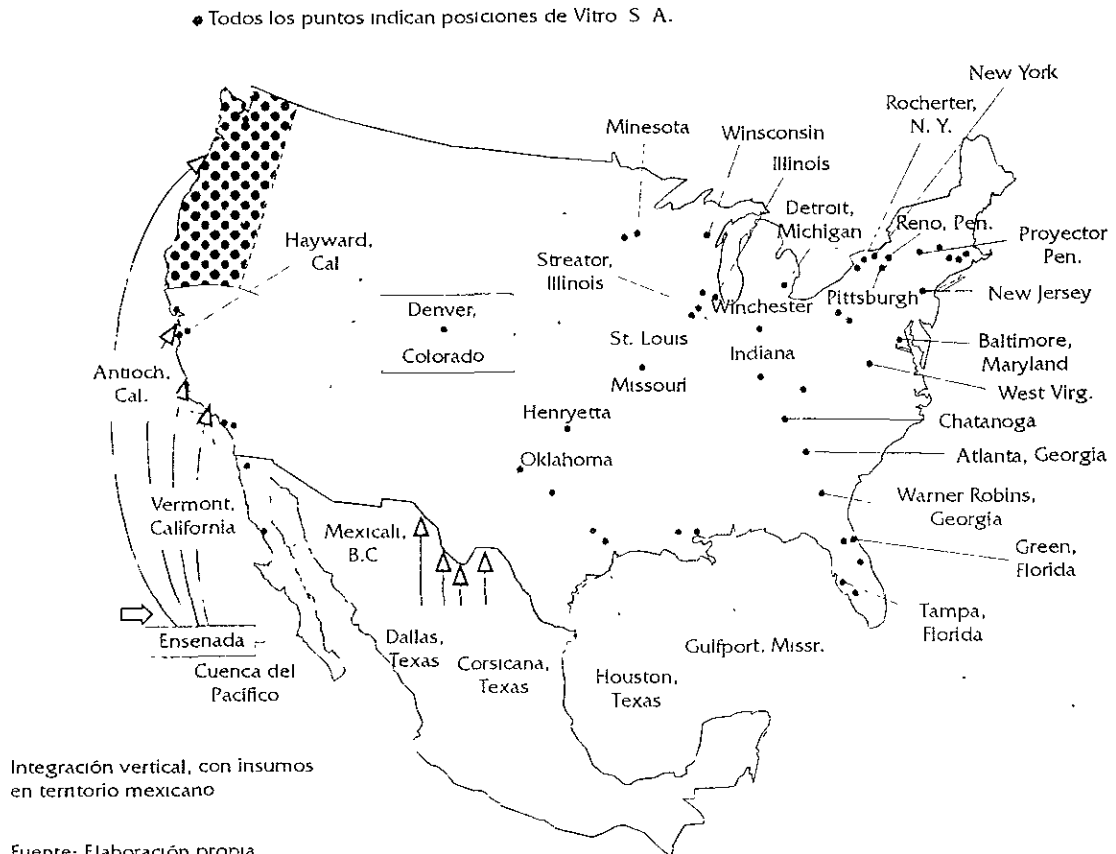 Todos los puntos indican posiciones de Vitro S A.
New York
Rocherter,
N. Y.
Minesota
Winsconsin
Illinois
Detroit,
Michigan
Reno, Pen.
Proyector
Pen.
Hayward,
Cal
Streator,
Illinois
Denver,
Colorado
Winchester
Pittsburgh
New Jersey
St. Louis
Missouri
Indiana
Baltimore,
Maryland
West Virg.
Antioch,
Cal.
Henryetta
Oklahoma
Chatanoga
Atlanta, Georgia
Vermont,
California
Mexicali,
B.C
Warner Robins,
Georgia
Green,
Florida
Tampa,
Florida
Ensenada
Cuenca del
Pacífico
Dallas,
Texas
Corsicana,
Texas
Houston,
Texas
Gulfport, Missr.
Integración vertical, con insumos
en territorio mexicano
Fuente: Elaboración propia